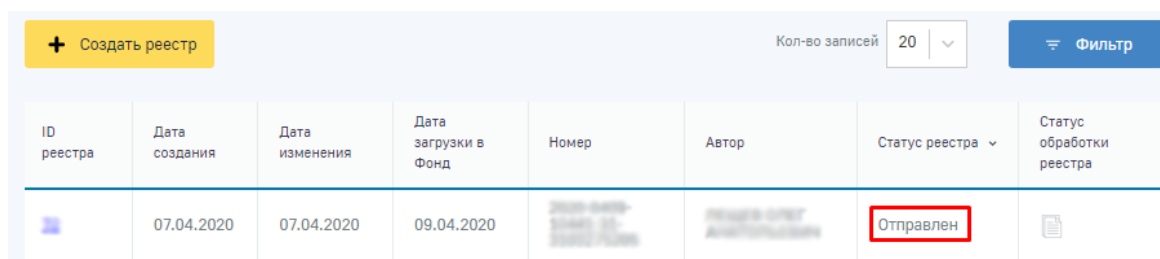 + Создать реестр
Кол-во записей 20
Фильтр
ID реестра
Дата создания
Дата изменения
Дата загрузки в Фонд
Номер
Автор
Статус реестра
Статус обработки реестра
07.04.2020
07.04.2020
09.04.2020
Отправлен